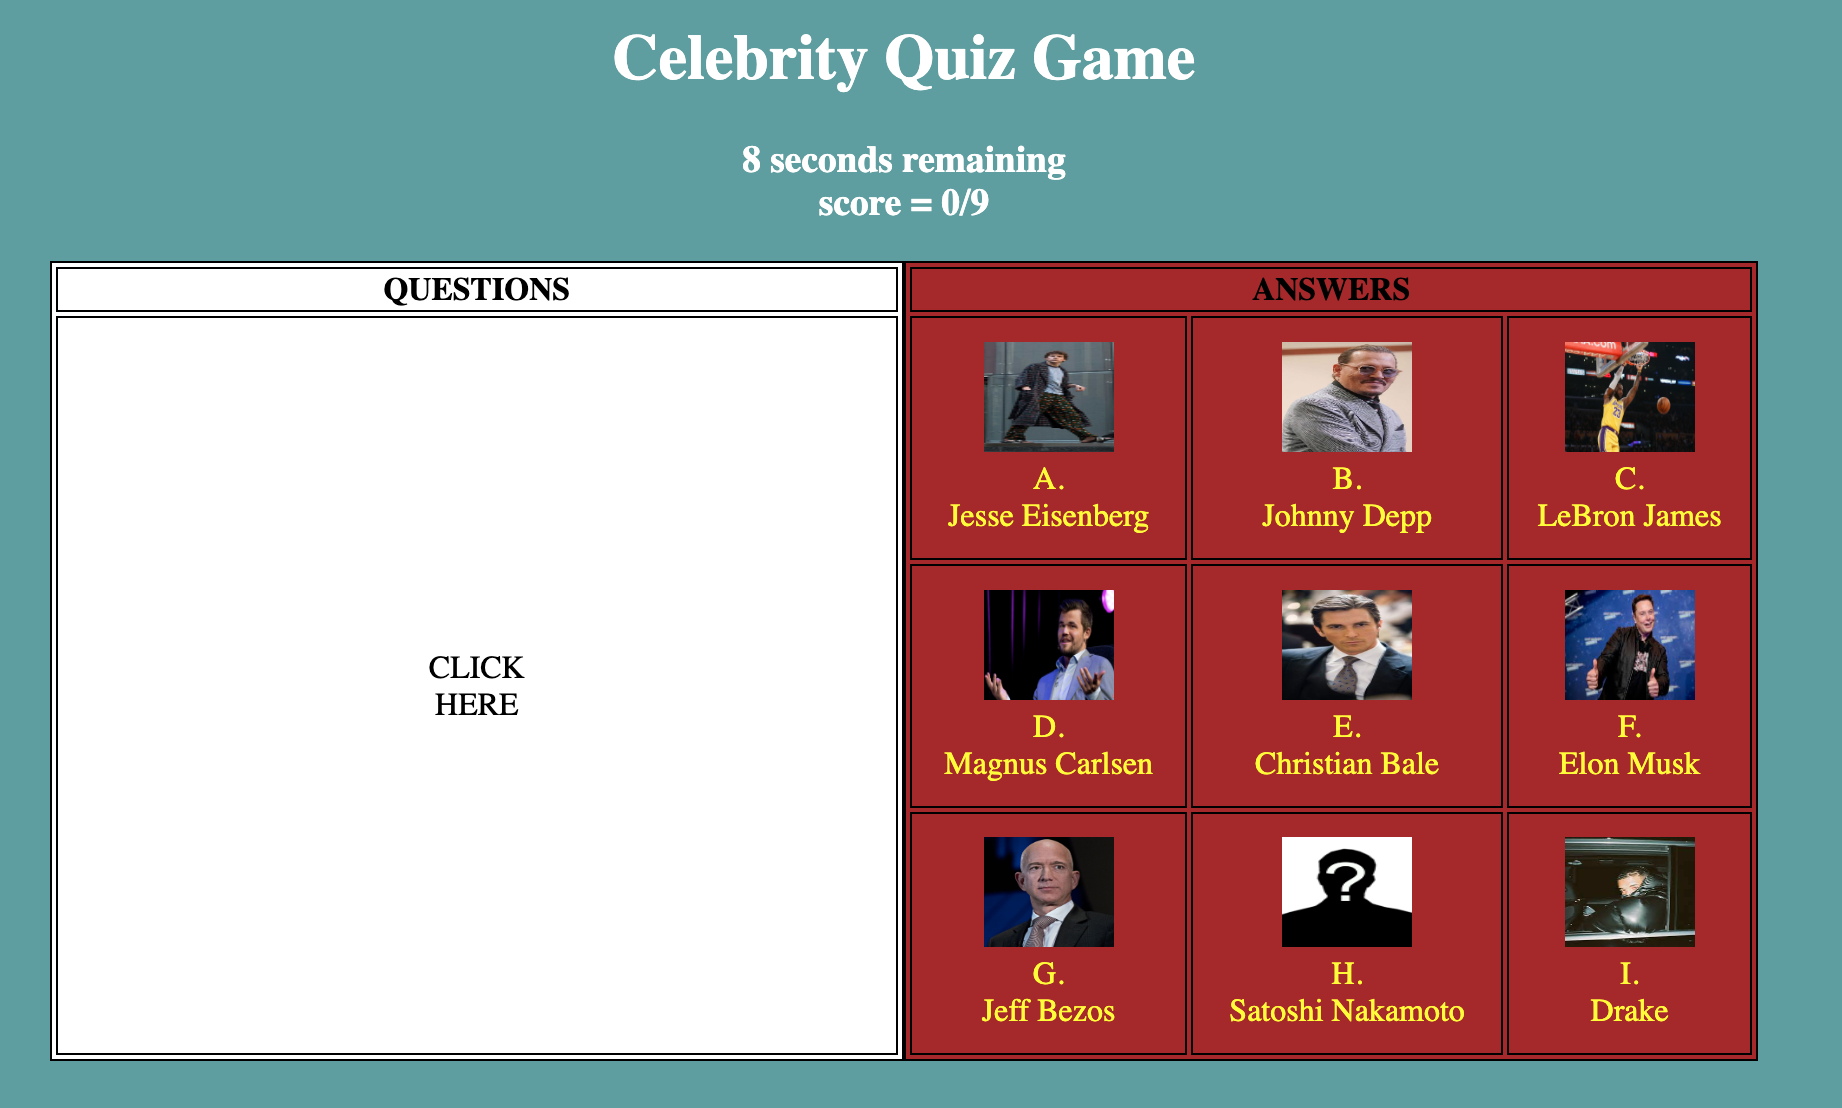 Celebrity Quiz Game
8 seconds remaining
score = 0/9
QUESTIONS
ANSWERS
CLICK
HERE
A.
Jesse Eisenberg
B.
Johnny Depp
C.
LeBron James
D.
Magnus Carlsen
E.
Christian Bale
F.
Elon Musk
G.
Jeff Bezos
H.
?
Satoshi Nakamoto
I.
Drake